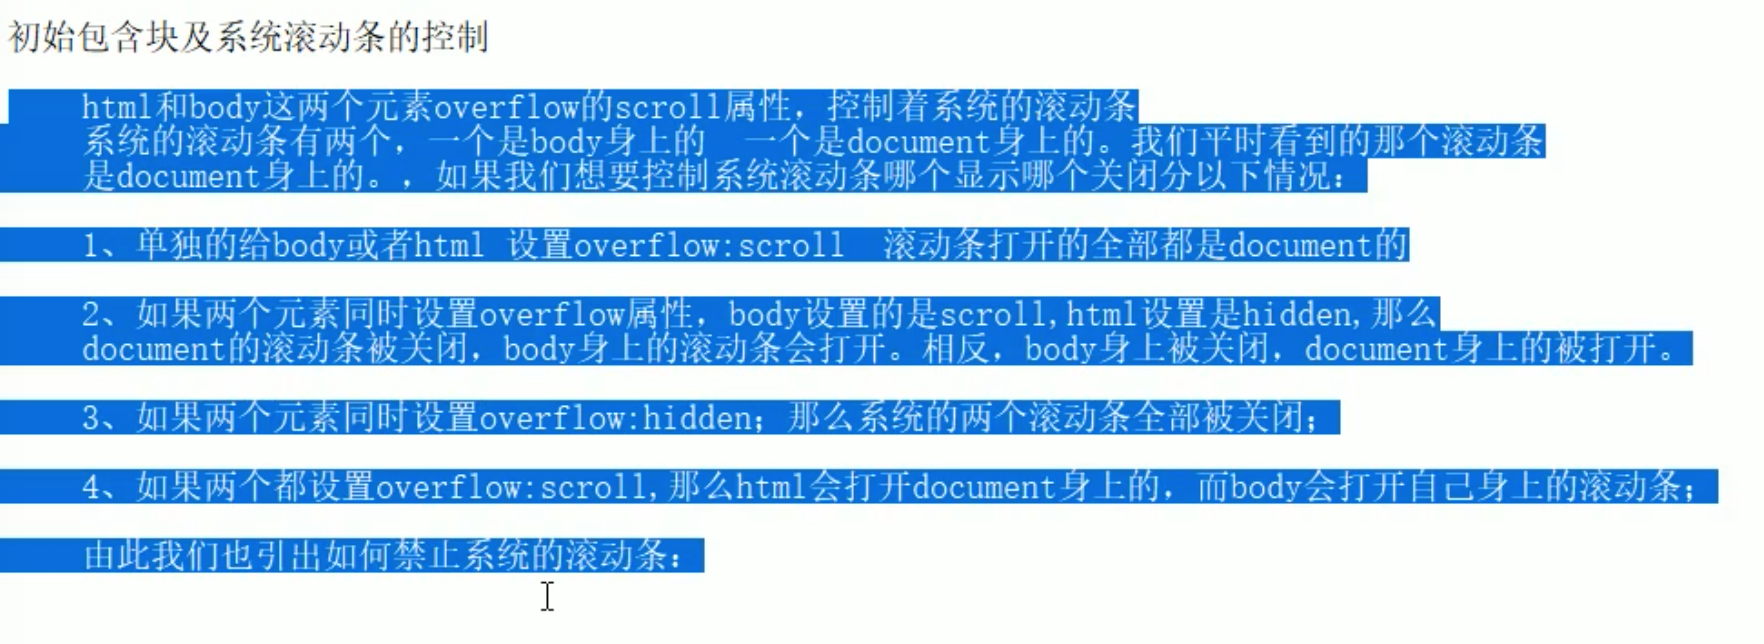 初始包含块及系统滚动条的控制
html和body这两个元素overflow的scroll属性，控制着系统的滚动条
系统的滚动条有两个，一个是body身上的　一个是document身上的。我们平时看到的那个滚动条
是document身上的。，如果我们想要控制系统滚动条哪个显示哪个关闭分以下情况：
1、单独的给body或者html 设置overflow:scroll  滚动条打开的全部都是document的
2、如果两个元素同时设置overflow属性，body设置的是scroll,html设置是hidden,那么
document的滚动条被关闭，body身上的滚动条会打开。相反，body身上被关闭，document身上的被打开。
3、如果两个元素同时设置overflow:hidden；那么系统的两个滚动条全部被关闭；
4、如果两个都设置overflow:scroll,那么html会打开document身上的，而body会打开自己身上的滚动条；
由此我们也引出如何禁止系统的滚动条：